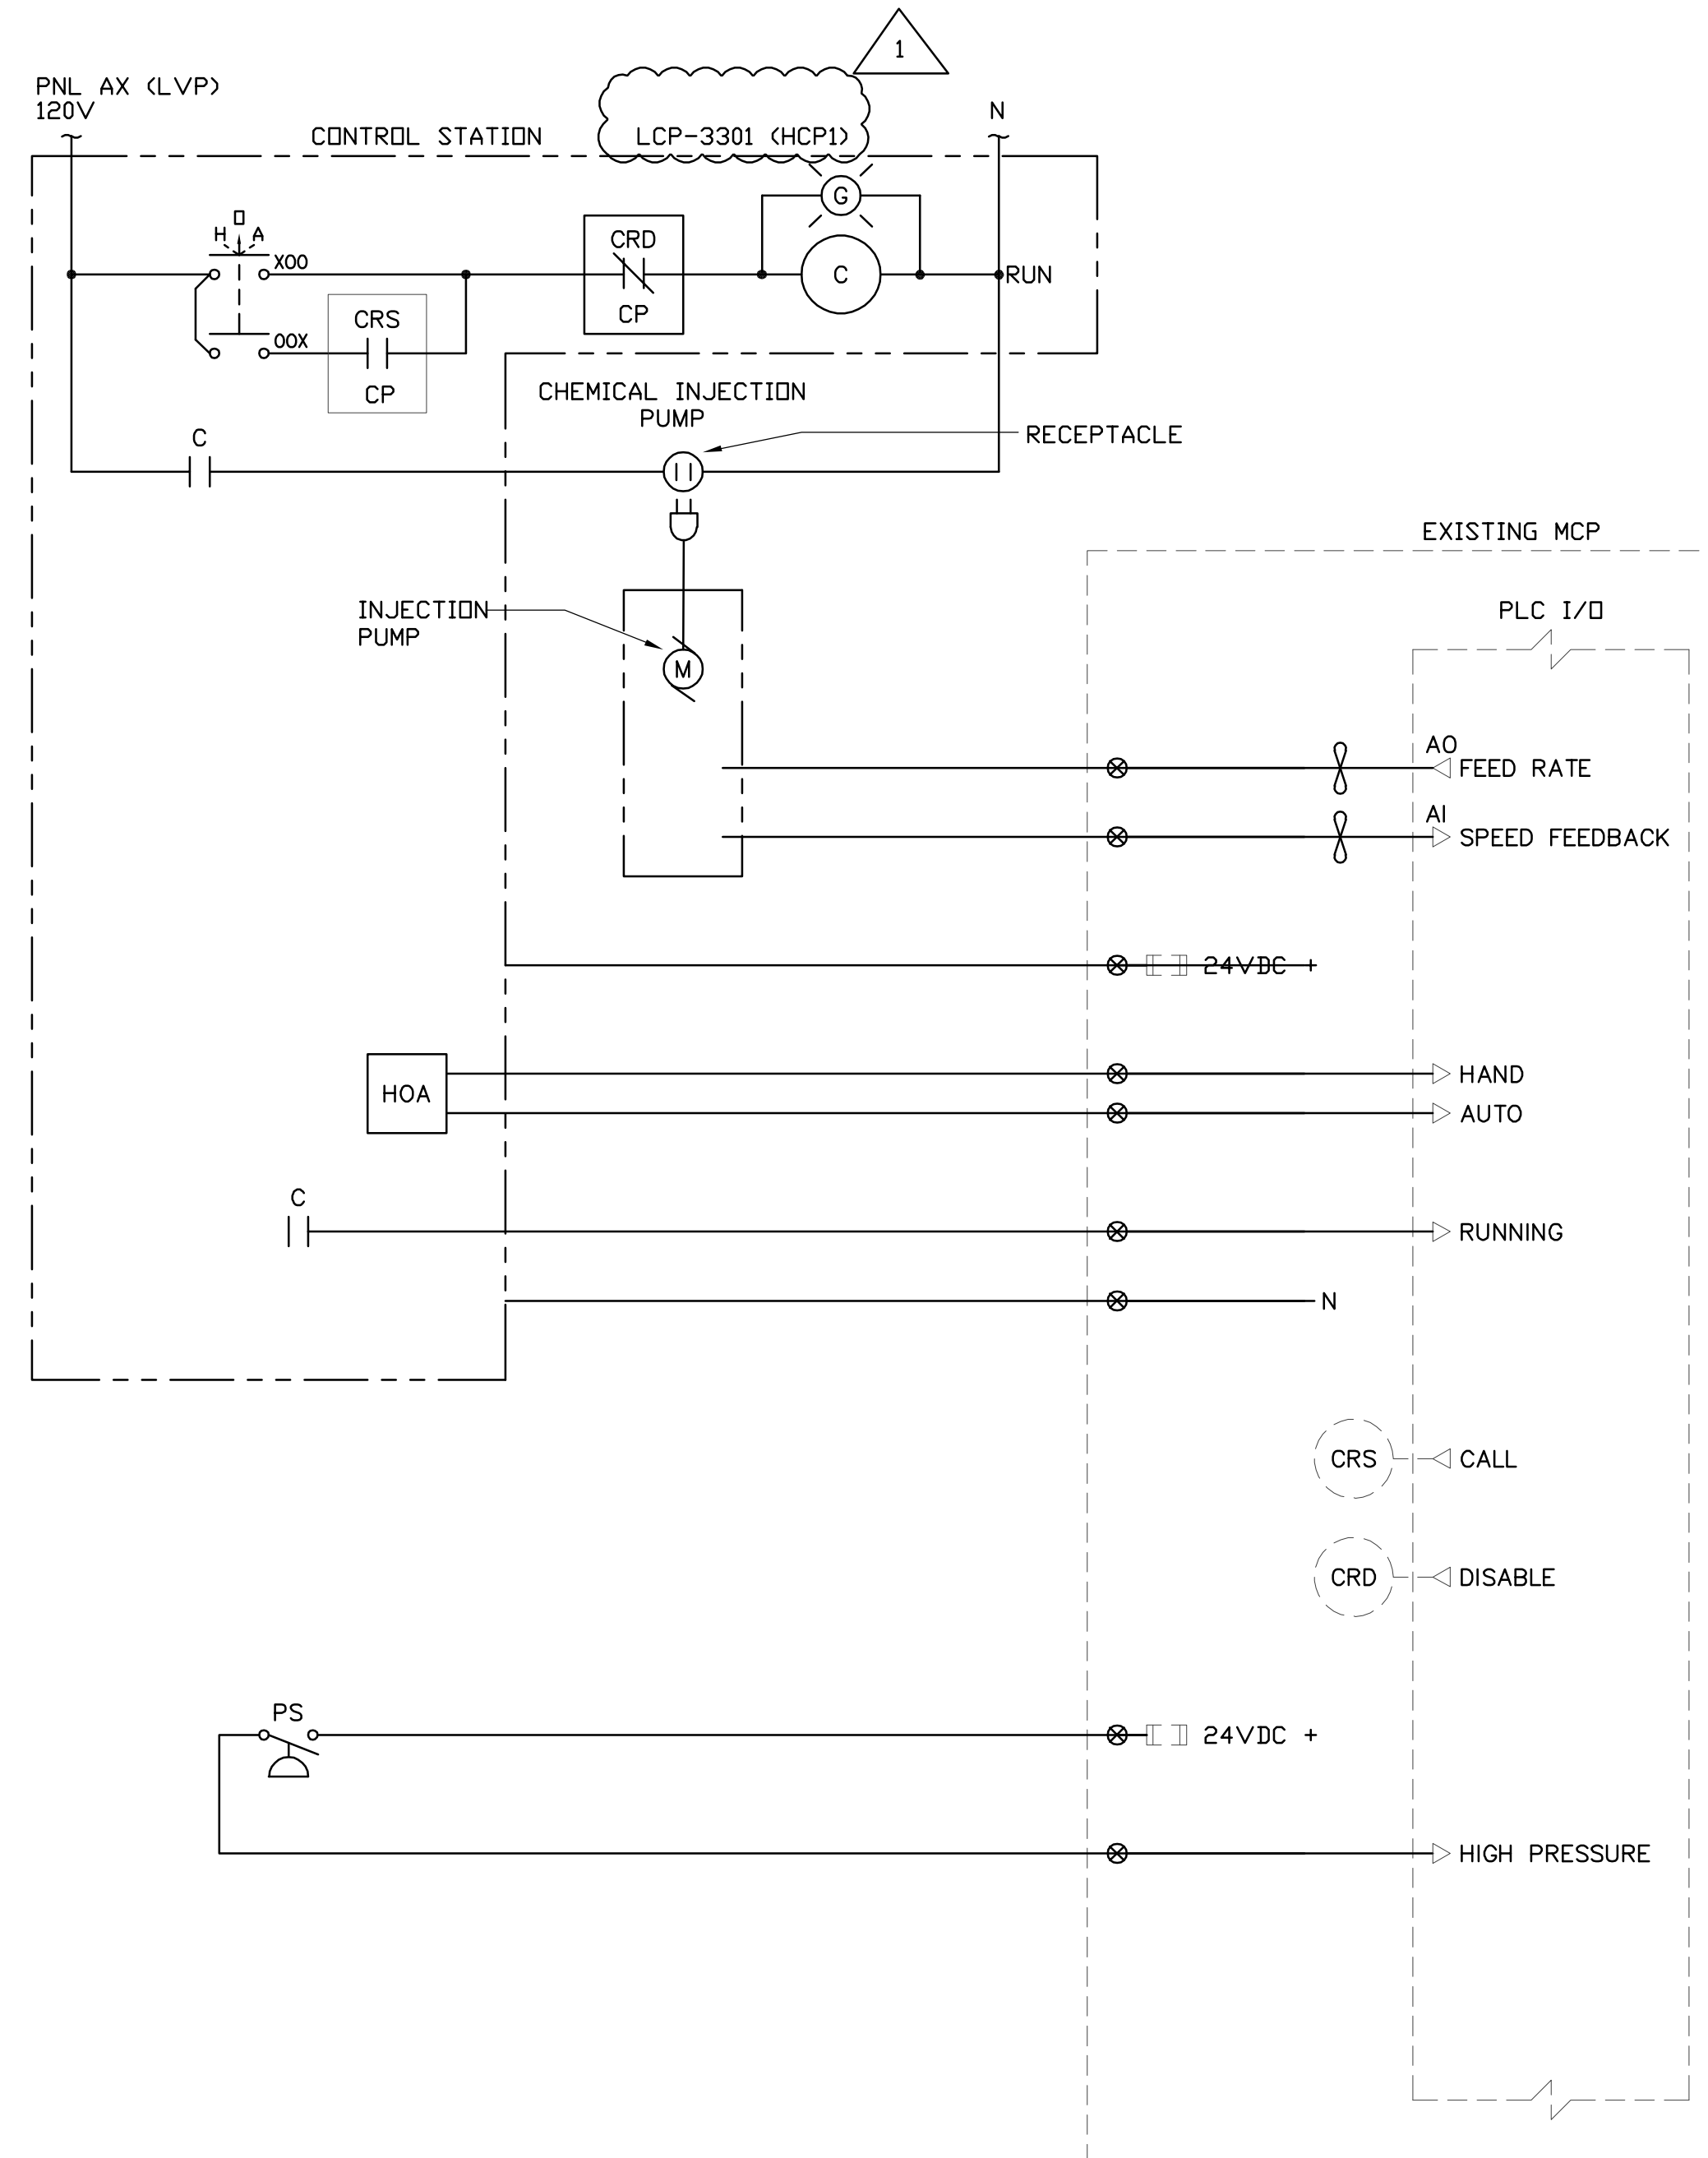 1
PNL AX (LVP)
120V
N
CONTROL STATION
LCP-3301 (HCP1)
G
O
H A
CRD
XOO
C
RUN
CP
CRS
OOX
CP
CHEMICAL INJECTION
PUMP
C
RECEPTACLE
EXISTING MCP
INJECTION
PUMP
PLC I/O
M
AO
FEED RATE
AI
SPEED FEEDBACK
24VDC +
HOA
HAND
AUTO
C
RUNNING
N
CRS
CALL
CRD
DISABLE
PS
24VDC +
HIGH PRESSURE